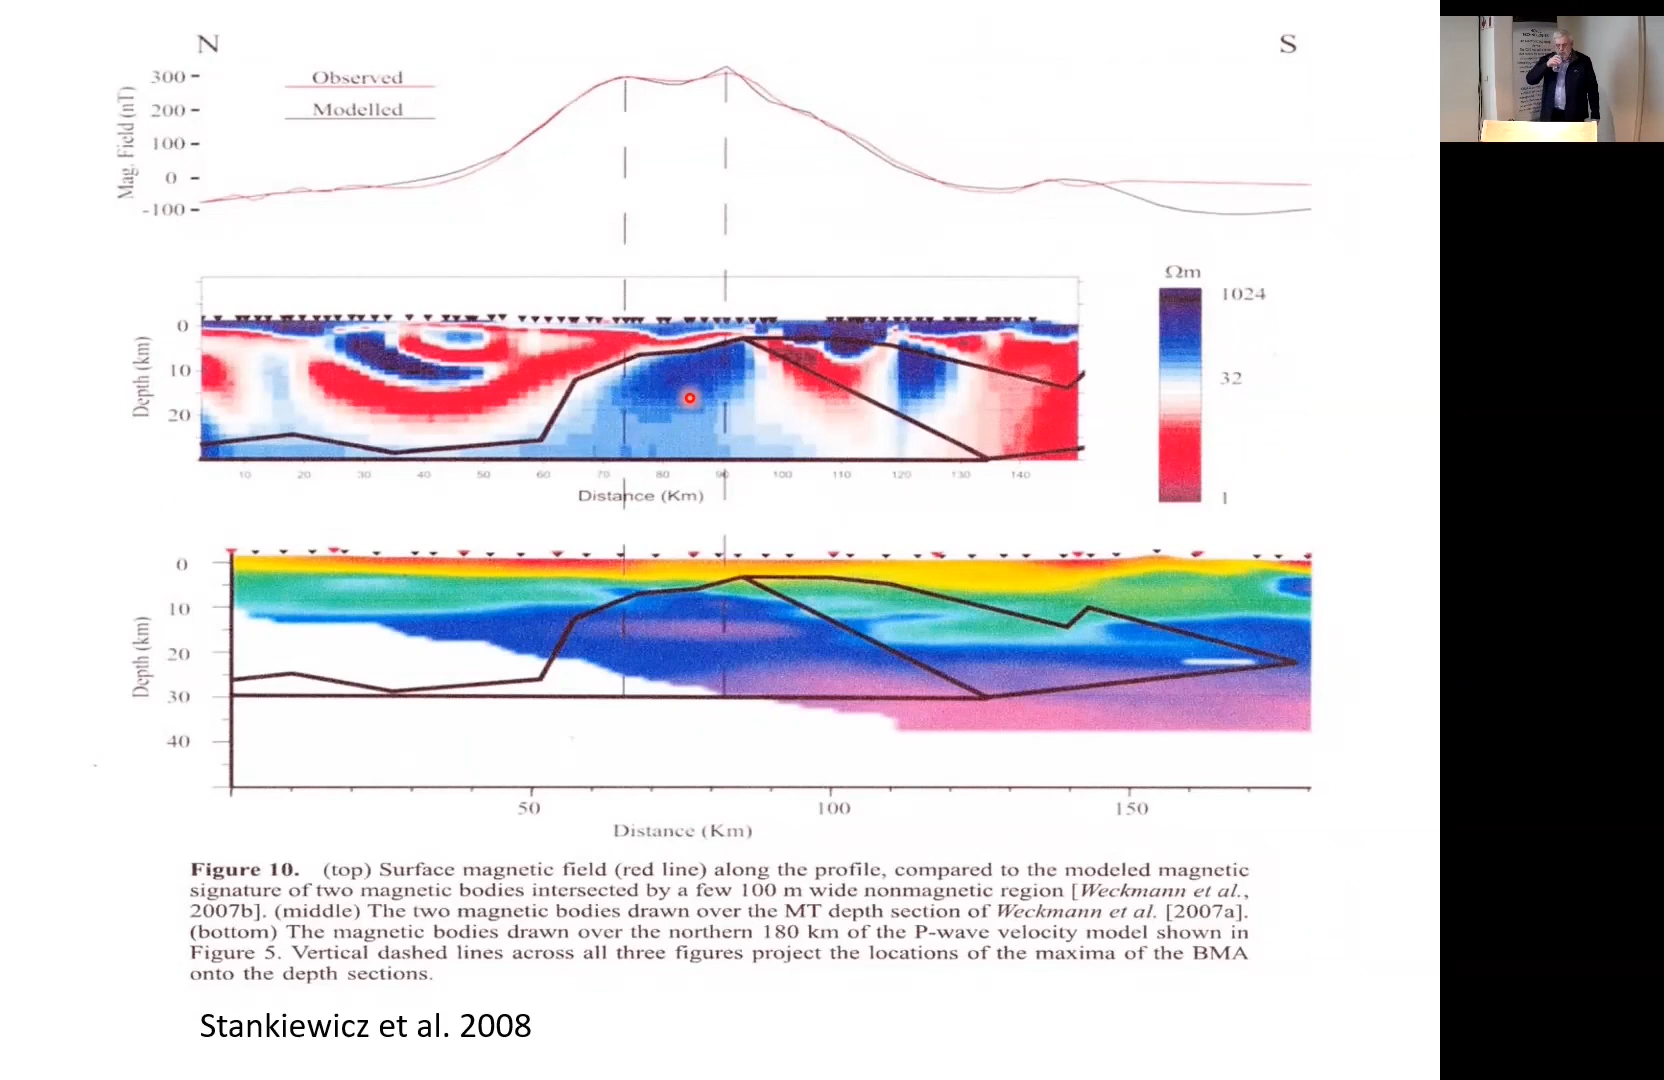 N
S
300
200
100
0
-100
Mag. Field (nT)
Observed
Modelled
Ωm
1024
32
1
0
10
20
Depth (km)
10 20 30 40 50 60 70 80 90 100 110 120 130 140
Distance (Km)
0
10
20
30
40
Depth (km)
50 100 150
Distance (Km)
Figure 10. (top) Surface magnetic field (red line) along the profile, compared to the modeled magnetic
signature of two magnetic bodies intersected by a few 100 m wide nonmagnetic region [Weckmann et al.,
2007b]. (middle) The two magnetic bodies drawn over the MT depth section of Weckmann et al. [2007a].
(bottom) The magnetic bodies drawn over the northern 180 km of the P-wave velocity model shown in
Figure 5. Vertical dashed lines across all three figures project the locations of the maxima of the BMA
onto the depth sections.
Stankiewicz et al. 2008